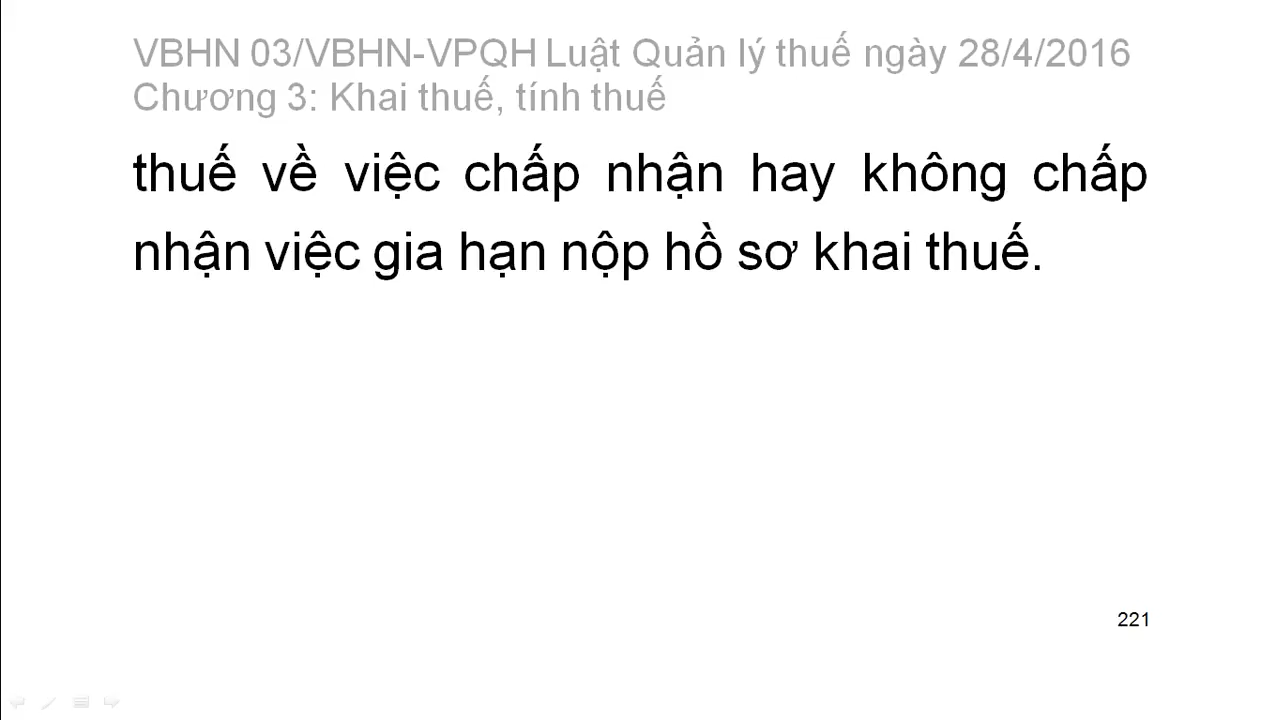 VBHN 03/VBHN-VPQH Luật Quản lý thuế ngày 28/4/2016
Chương 3: Khai thuế, tính thuế
thuế về việc chấp nhận hay không chấp
nhận việc gia hạn nộp hồ sơ khai thuế.
221